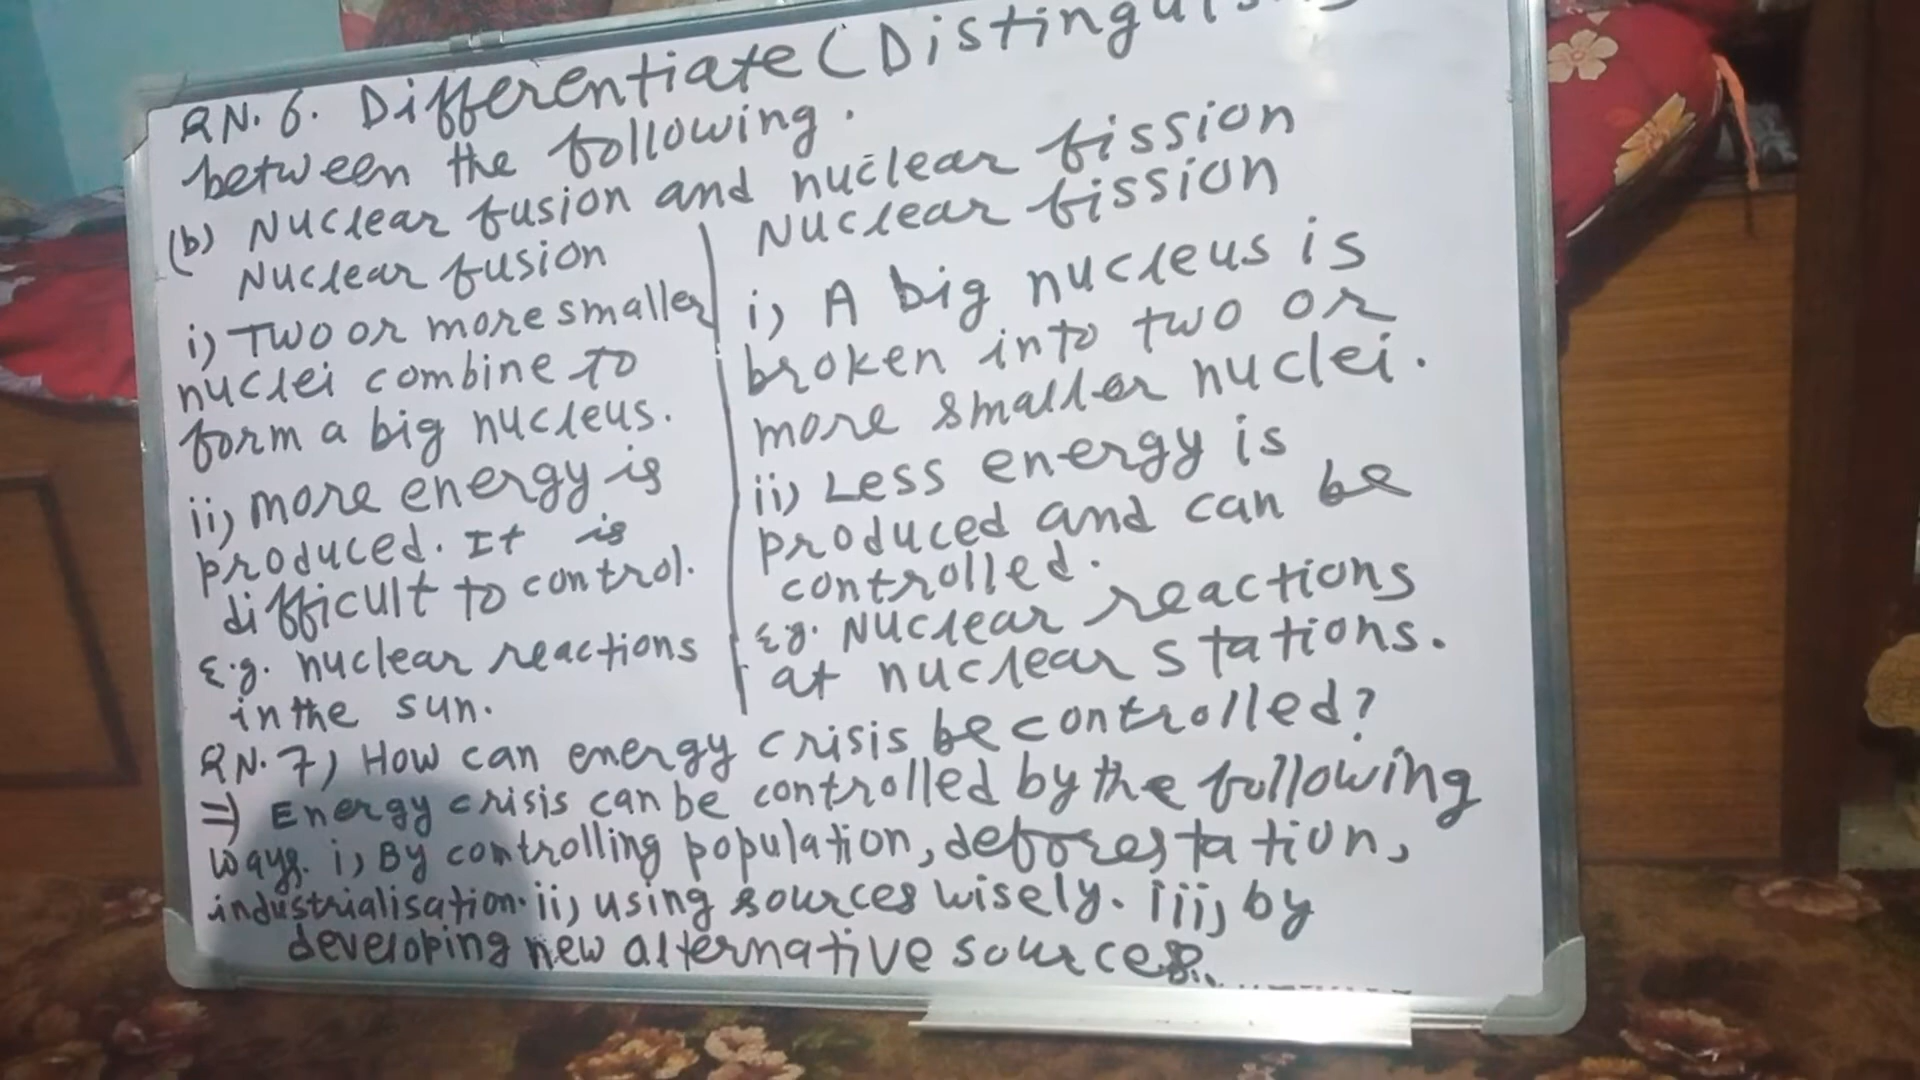 QN. 6. Differentiate (Distinguish)
between the following.
(b) Nuclear fusion and nuclear fission
Nuclear fusion
i) Two or more smaller
nuclei combine to
form a big nucleus.
ii) more energy is
produced. It is
difficult to control.
E.g. nuclear reactions
in the sun.
Nuclear fission
i) A big nucleus is
broken into two or
more smaller nuclei.
ii) Less energy is
produced and can be
controlled.
E.g. Nuclear reactions
at nuclear stations.
QN. 7) How can energy crisis be controlled?
⇒ Energy crisis can be controlled by the following
ways. i) By controlling population, deforestation,
industrialisation. ii) using sources wisely. iii) by
developing new alternative sources.